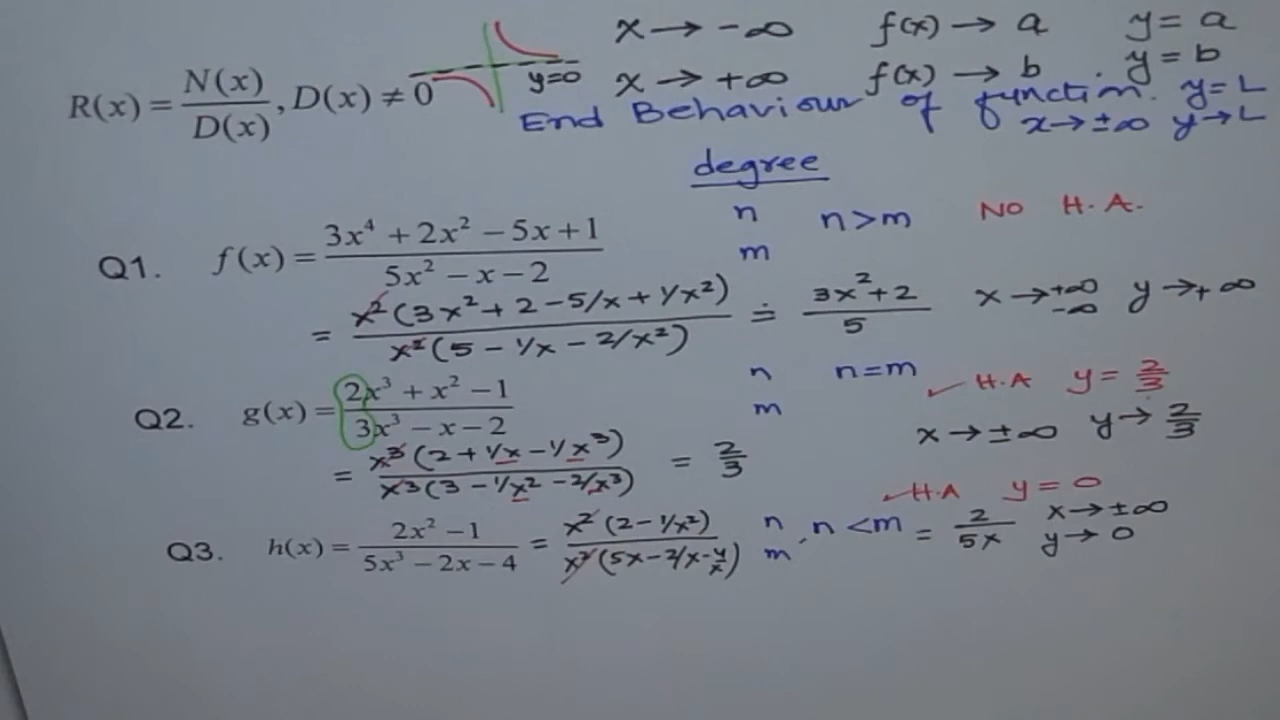 x → -∞ f(x) → a y = a
R(x) = N(x)/D(x), D(x) ≠ 0 y=0 x → +∞ f(x) → b . y = b
End Behaviour of function. y = L
x → ±∞ y → L
degree
Q1. f(x) = (3x⁴ + 2x² − 5x + 1)/(5x² − x − 2) n m n > m NO H.A.
= x²(3x² + 2 - 5/x + 1/x²)/x²(5 - 1/x - 2/x²) ≐ (3x² + 2)/5 x → +∞ -∞ y → +∞
Q2. g(x) = (2x³ + x² − 1)/(3x³ − x − 2) n m n = m ✓ H.A y = 2/3
= x³(2 + 1/x - 1/x³)/x³(3 - 1/x² - 2/x³) = 2/3 x → ±∞ y → 2/3
✓ H.A y = 0
Q3. h(x) = (2x² − 1)/(5x³ − 2x − 4) = x²(2 - 1/x²)/x²(5x - 2/x - 4/x²) n m , n < m = 2/5x x → ±∞ y → 0